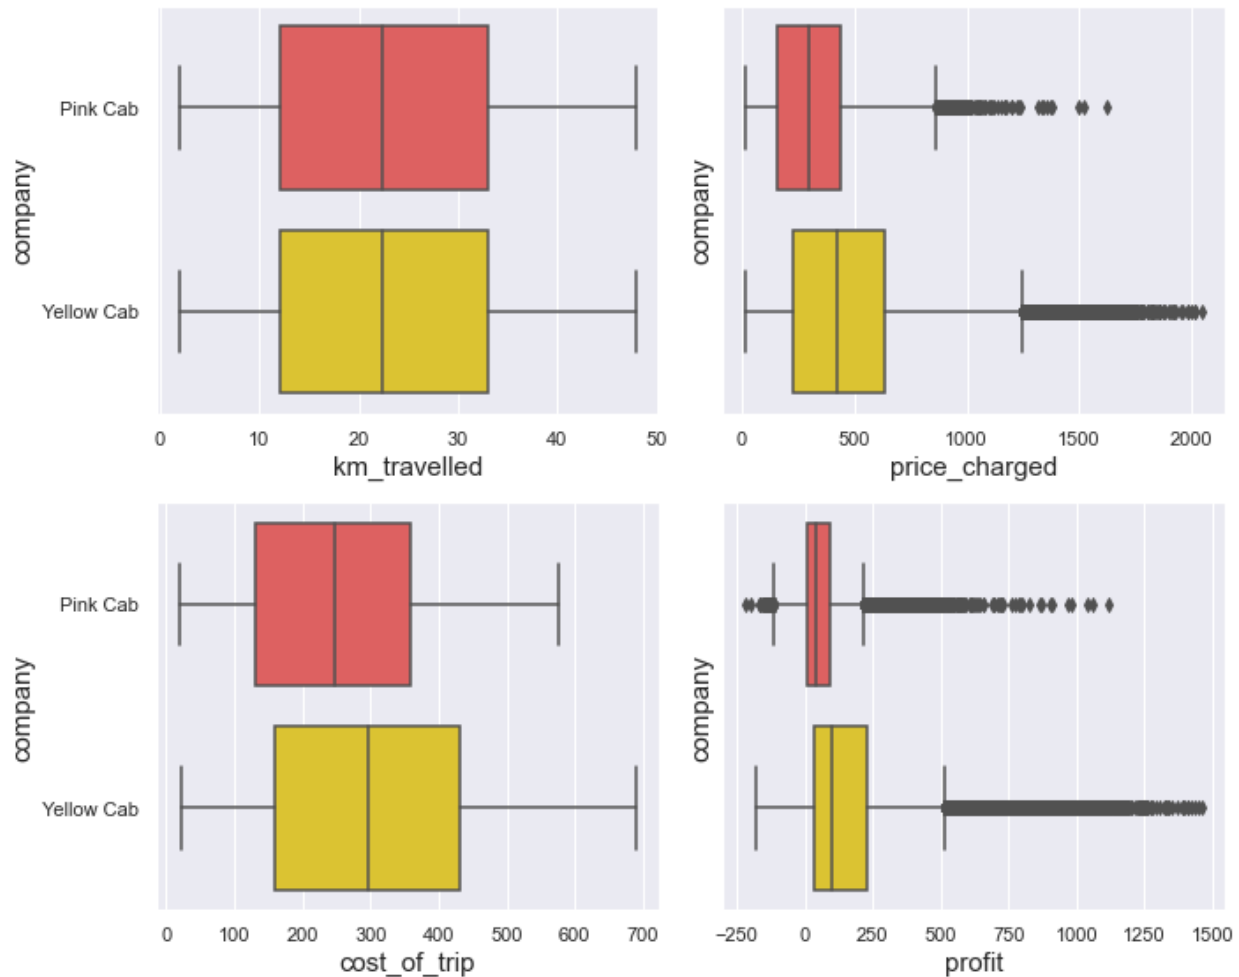 company
Pink Cab
Yellow Cab
0 10 20 30 40 50
km_travelled
company
0 500 1000 1500 2000
price_charged
company
Pink Cab
Yellow Cab
0 100 200 300 400 500 600 700
cost_of_trip
company
−250 0 250 500 750 1000 1250 1500
profit